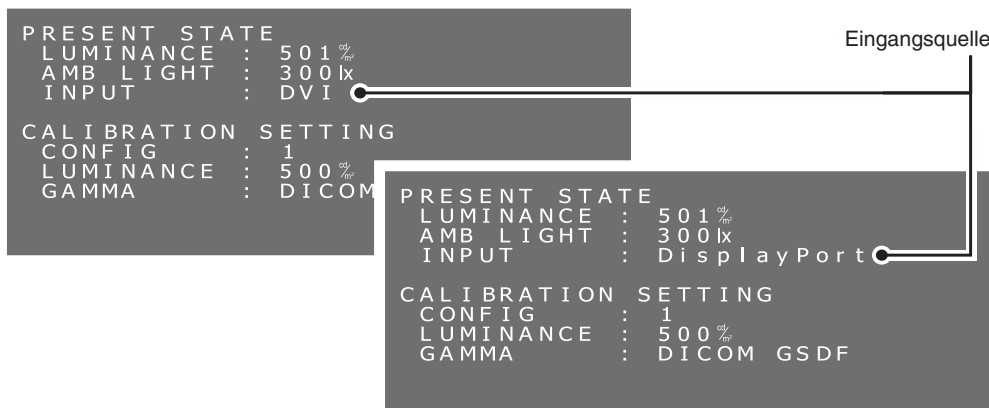 PRESENT STATE
LUMINANCE : 501 cd/m²
AMB LIGHT : 300 lx
INPUT : DVI
CALIBRATION SETTING
CONFIG : 1
LUMINANCE : 500 cd/m²
GAMMA : DICOM
Eingangsquelle
PRESENT STATE
LUMINANCE : 501 cd/m²
AMB LIGHT : 300 lx
INPUT : DisplayPort
CALIBRATION SETTING
CONFIG : 1
LUMINANCE : 500 cd/m²
GAMMA : DICOM GSDF